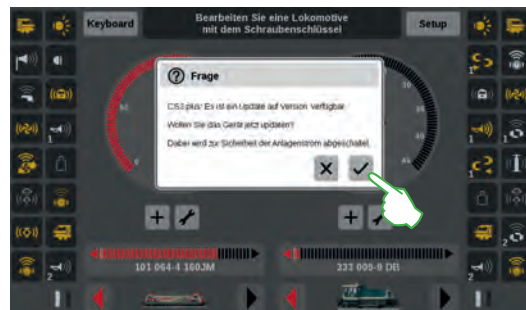 Keyboard
Bearbeiten Sie eine Lokomotive
mit dem Schraubenschlüssel
Setup
Frage
CS3 plus: Es ist ein Update auf Version verfügbar.
Wollen Sie das Gerät jetzt updaten?
Dabei wird zur Sicherheit der Anlagenstrom abgeschaltet.
101 064-4 160JM
333 009-9 DB